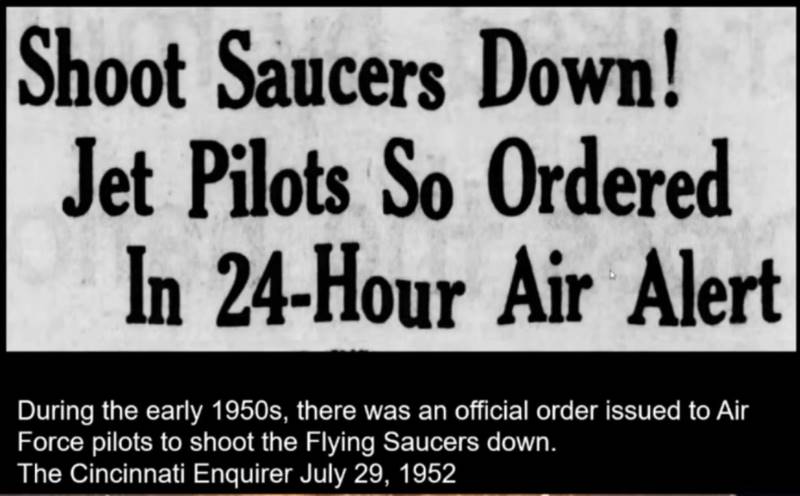 Shoot Saucers Down!
Jet Pilots So Ordered
In 24-Hour Air Alert
During the early 1950s, there was an official order issued to Air
Force pilots to shoot the Flying Saucers down.
The Cincinnati Enquirer July 29, 1952